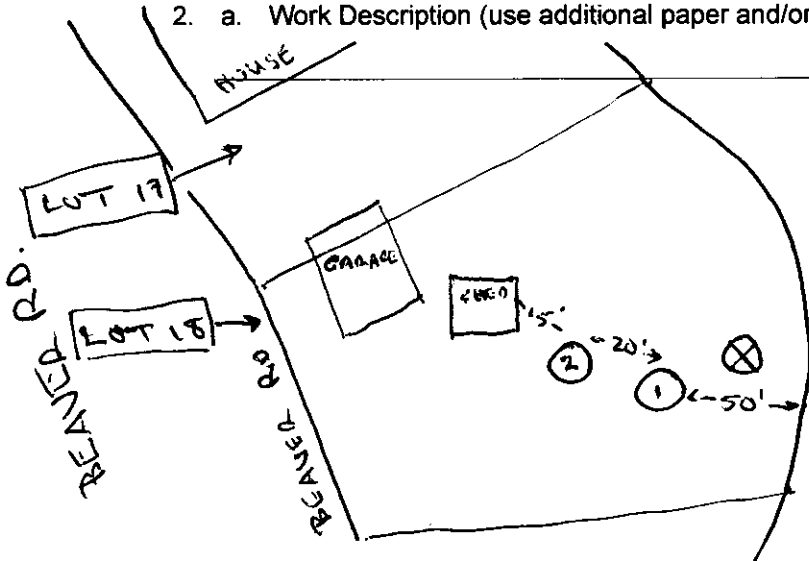 2. a. Work Description (use additional paper and/or
HOUSE
LOT 17
GARAGE
SHED
15'
20'
2
1
50'
LOT 18
BEAVER RD.
BEAVER RD